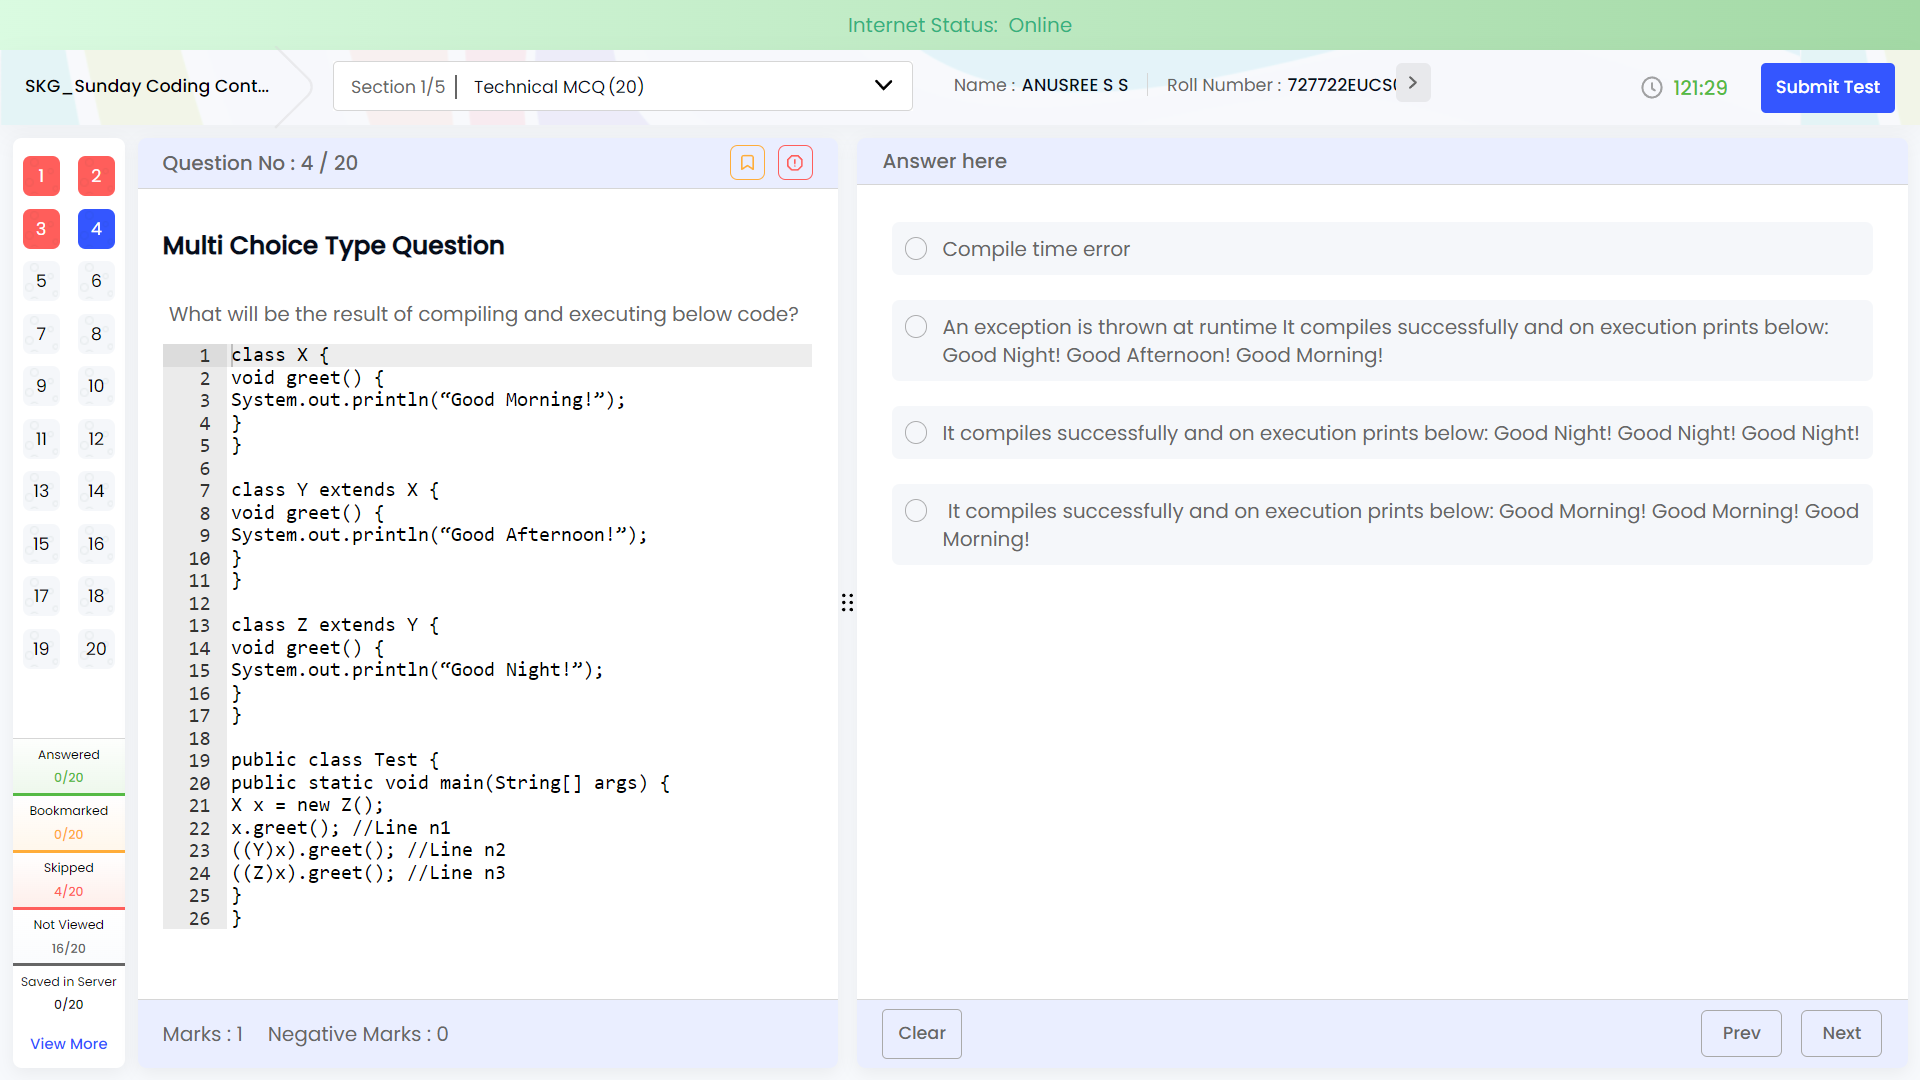 Internet Status: Online
SKG_Sunday Coding Cont...
Section 1/5 | Technical MCQ (20)
Name : ANUSREE S S
Roll Number :
Submit Test
121:29
1 2
3 4
5 6
7 8
9 10
11 12
13 14
15 16
17 18
19 20
Answered
0/20
Bookmarked
0/20
Skipped
4/20
Not Viewed
16/20
Saved in Server
0/20
View More
Question No : 4 / 20
Multi Choice Type Question
What will be the result of compiling and executing below code?
1 class X {
2 void greet() {
3 System.out.println(“Good Morning!”);
4 }
5 }
6
7 class Y extends X {
8 void greet() {
9 System.out.println(“Good Afternoon!”);
10 }
11 }
12
13 class Z extends Y {
14 void greet() {
15 System.out.println(“Good Night!”);
16 }
17 }
18
19 public class Test {
20 public static void main(String[] args) {
21 X x = new Z();
22 x.greet(); //Line n1
23 ((Y)x).greet(); //Line n2
24 ((Z)x).greet(); //Line n3
25 }
26 }
Marks : 1 Negative Marks : 0
Answer here
Compile time error
An exception is thrown at runtime It compiles successfully and on execution prints below:
Good Night! Good Afternoon! Good Morning!
It compiles successfully and on execution prints below: Good Night! Good Night! Good Night!
It compiles successfully and on execution prints below: Good Morning! Good Morning! Good
Morning!
Clear
Prev
Next